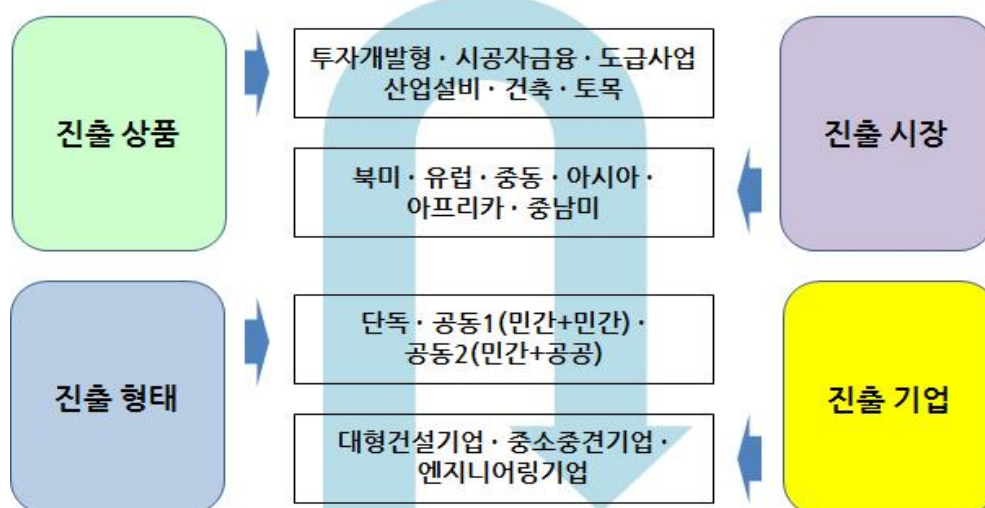 진출 상품
투자개발형 · 시공자금융 · 도급사업
산업설비 · 건축 · 토목
진출 시장
북미 · 유럽 · 중동 · 아시아 ·
아프리카 · 중남미
진출 형태
단독 · 공동1(민간+민간) ·
공동2(민간+공공)
진출 기업
대형건설기업 · 중소중견기업 ·
엔지니어링기업